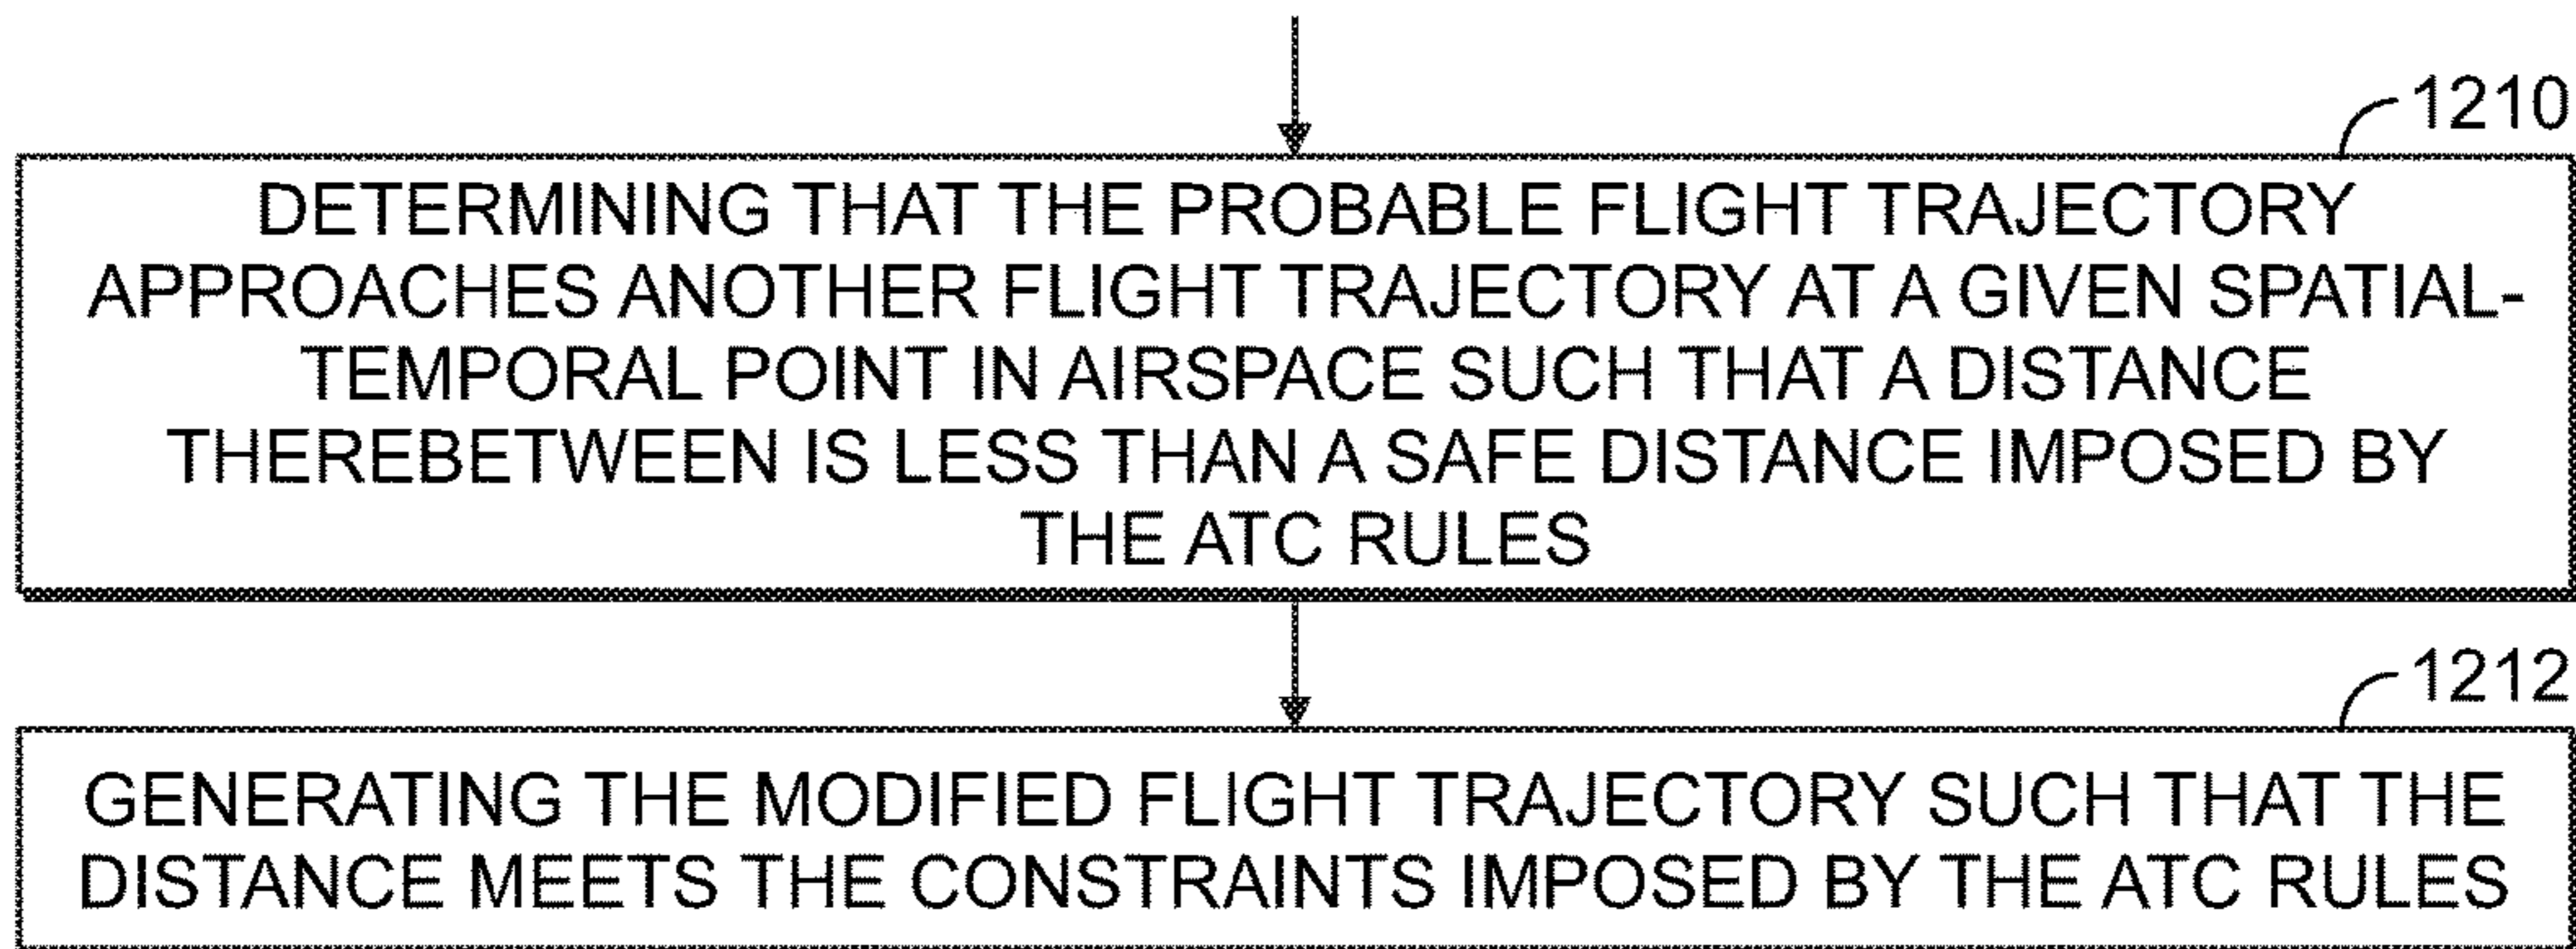 1210
DETERMINING THAT THE PROBABLE FLIGHT TRAJECTORY
APPROACHES ANOTHER FLIGHT TRAJECTORY AT A GIVEN SPATIAL-
TEMPORAL POINT IN AIRSPACE SUCH THAT A DISTANCE
THEREBETWEEN IS LESS THAN A SAFE DISTANCE IMPOSED BY
THE ATC RULES
1212
GENERATING THE MODIFIED FLIGHT TRAJECTORY SUCH THAT THE
DISTANCE MEETS THE CONSTRAINTS IMPOSED BY THE ATC RULES